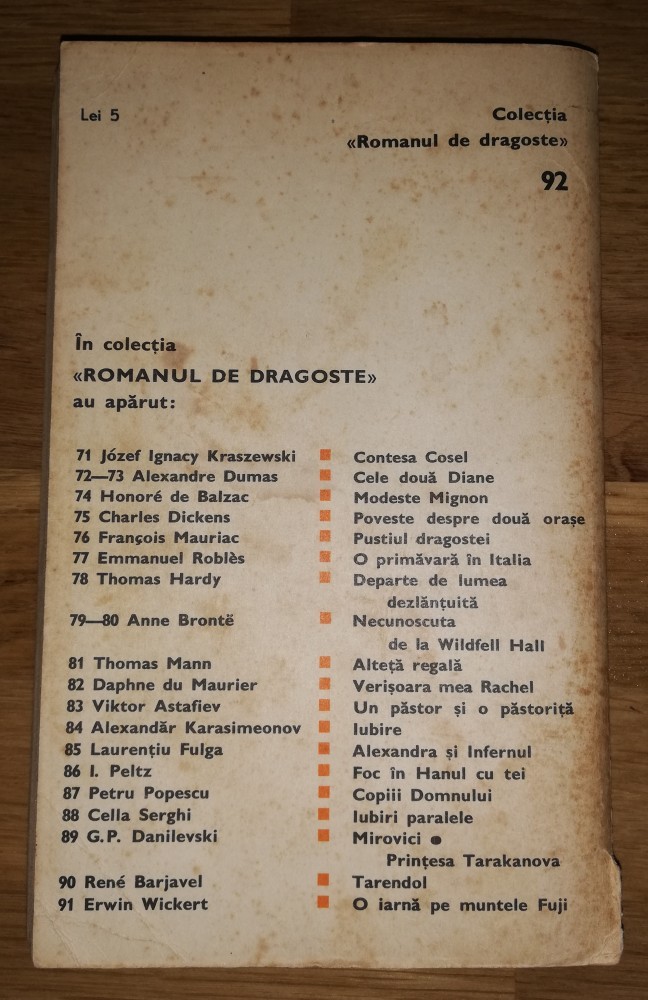 Lei 5
Colecția
«Romanul de dragoste»
92
În colecția
«ROMANUL DE DRAGOSTE»
au apărut:
71 Józef Ignacy Kraszewski Contesa Cosel
72—73 Alexandre Dumas Cele două Diane
74 Honoré de Balzac Modeste Mignon
75 Charles Dickens Poveste despre două orașe
76 François Mauriac Pustiul dragostei
77 Emmanuel Roblès O primăvară în Italia
78 Thomas Hardy Departe de lumea
dezlănțuită
79—80 Anne Brontë Necunoscuta
de la Wildfell Hall
81 Thomas Mann Alteță regală
82 Daphne du Maurier Verișoara mea Rachel
83 Viktor Astafiev Un păstor și o păstoriță
84 Alexandăr Karasimeonov Iubire
85 Laurențiu Fulga Alexandra și Infernul
86 I. Peltz Foc în Hanul cu tei
87 Petru Popescu Copiii Domnului
88 Cella Serghi Iubiri paralele
89 G.P. Danilevski Mirovici ●
Prințesa Tarakanova
90 René Barjavel Tarendol
91 Erwin Wickert O iarnă pe muntele Fuji